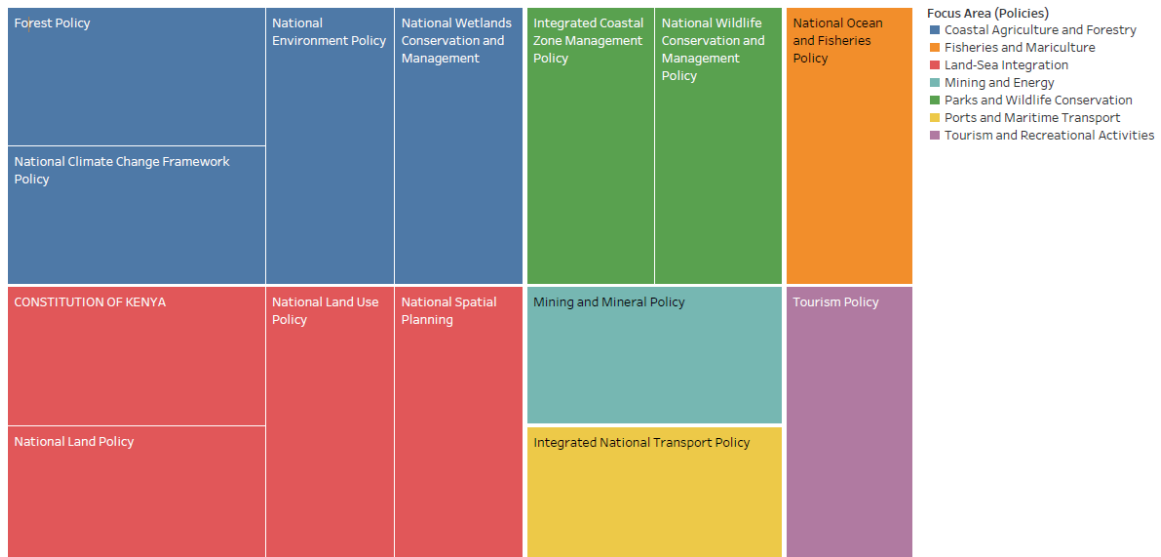 Forest Policy
National
Environment Policy
National Wetlands
Conservation and
Management
Integrated Coastal
Zone Management
Policy
National Wildlife
Conservation and
Management
Policy
National Ocean
and Fisheries
Policy
National Climate Change Framework
Policy
CONSTITUTION OF KENYA
National Land Use
Policy
National Spatial
Planning
Mining and Mineral Policy
Tourism Policy
National Land Policy
Integrated National Transport Policy
Focus Area (Policies)
Coastal Agriculture and Forestry
Fisheries and Mariculture
Land-Sea Integration
Mining and Energy
Parks and Wildlife Conservation
Ports and Maritime Transport
Tourism and Recreational Activities